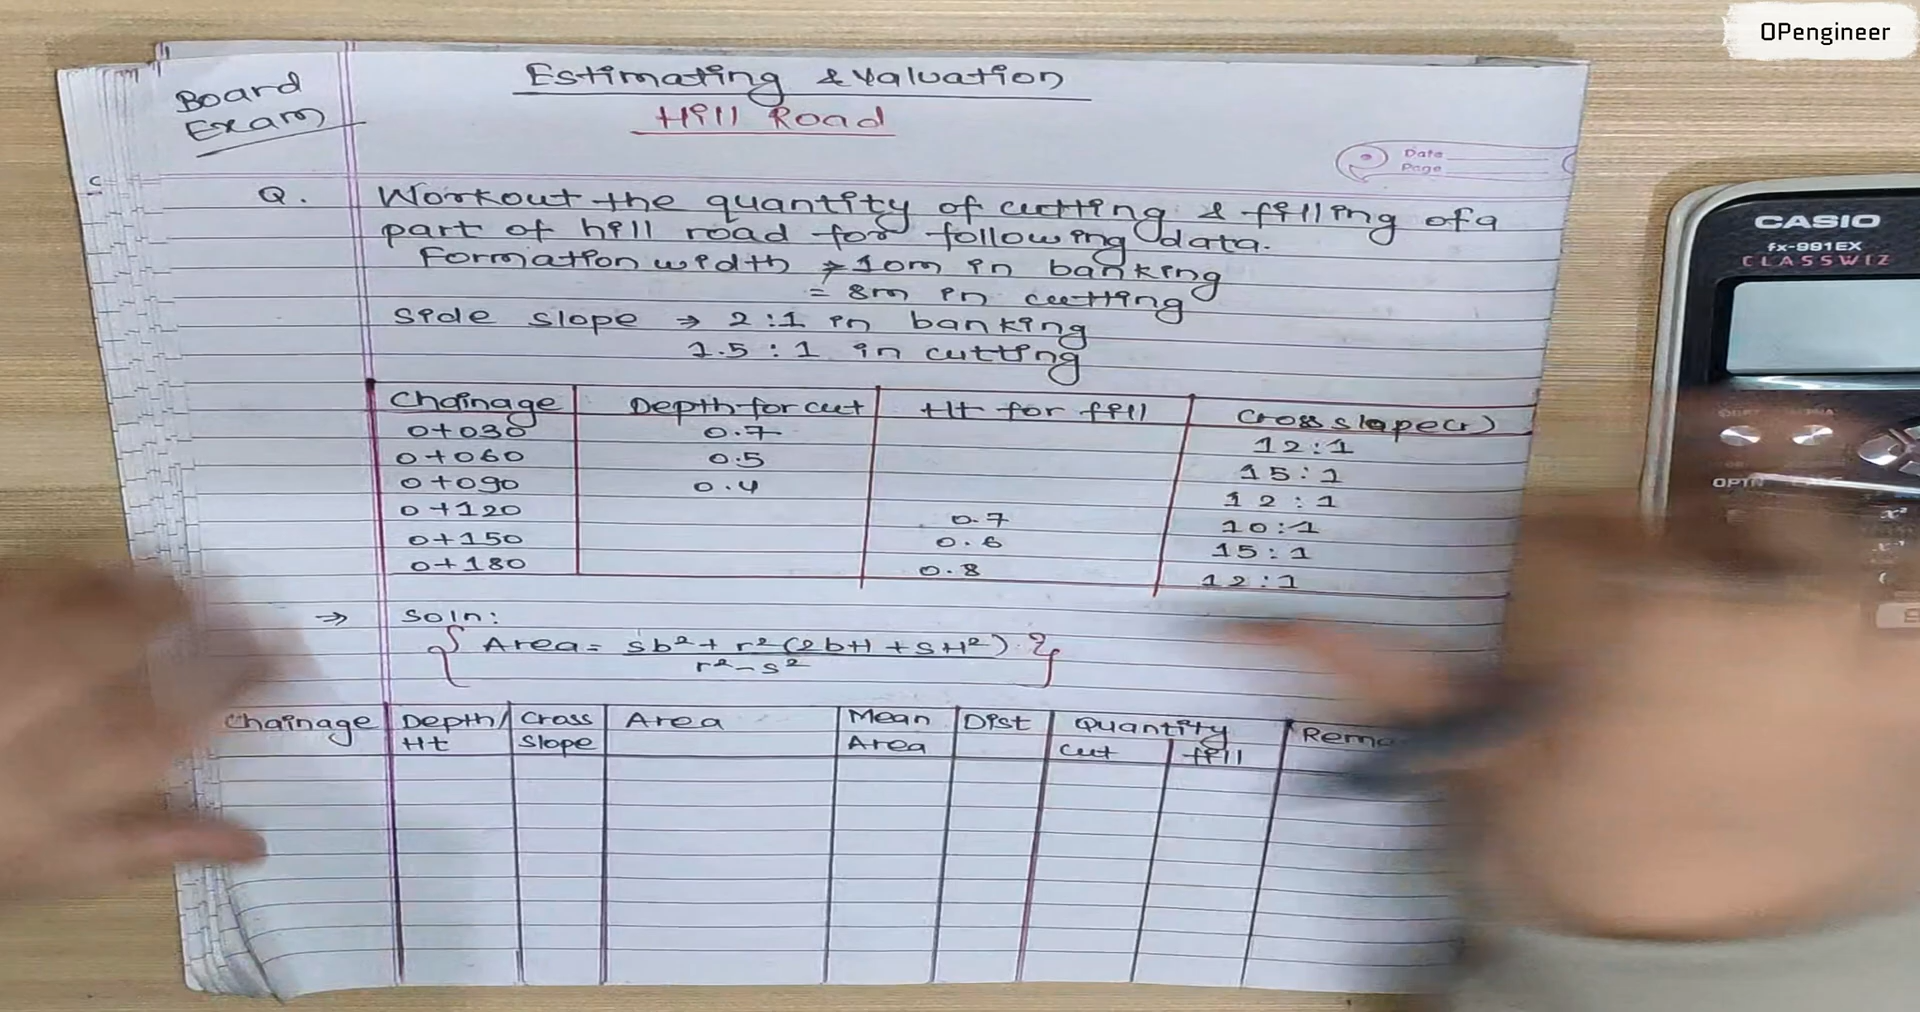 OPengineer
Board
Exam
Estimating & Valuation
Hill Road
Date
Page
Q. Workout the quantity of cutting & filling of a
part of hill road for following data.
Formation width → 10m in banking
= 8m in cutting
Side slope → 2:1 in banking
1.5:1 in cutting
Chainage Depth for cut Ht for fill Cross slope(r)
0+030 0.7 12:1
0+060 0.5 15:1
0+090 0.4 12:1
0+120 0.7 10:1
0+150 0.6 15:1
0+180 0.8 12:1
⇒ Soln:
{ Area = sb²+ r² (2bH + sH²) }
r² - s²
Chainage Depth/ Cross Area Mean Dist Quantity
Ht Slope Area Cut fill
CASIO
fx-991EX
CLASSWIZ
OPTN
x²